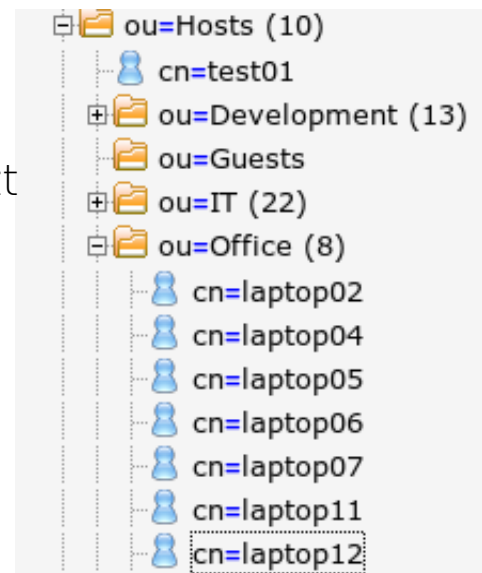 ou=Hosts (10)
cn=test01
ou=Development (13)
ou=Guests
ou=IT (22)
ou=Office (8)
cn=laptop02
cn=laptop04
cn=laptop05
cn=laptop06
cn=laptop07
cn=laptop11
cn=laptop12